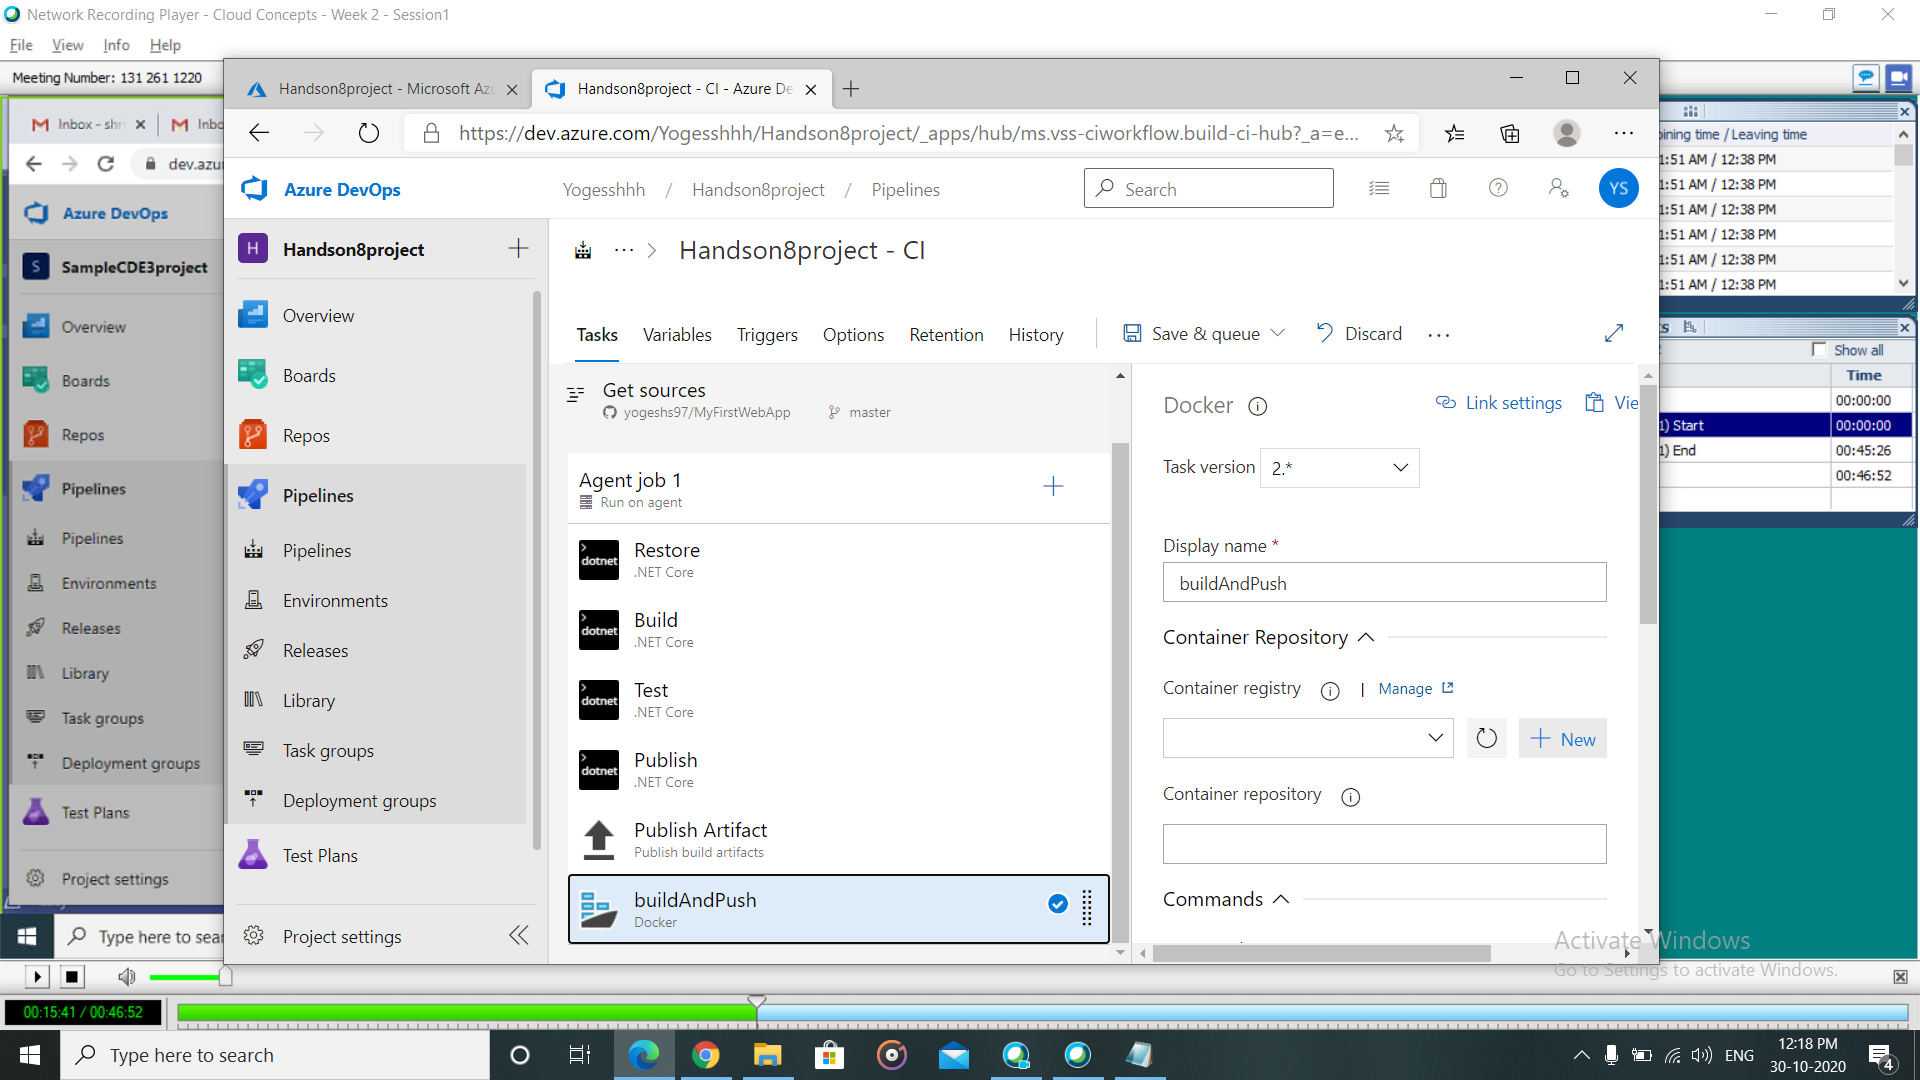 Network Recording Player - Cloud Concepts - Week 2 - Session1
File View Info Help
Meeting Number: 131 261 1220
Inbox - shri
dev.azu
Azure DevOps
S SampleCDE3project
Overview
Boards
Repos
Pipelines
Pipelines
Environments
Releases
Library
Task groups
Deployment groups
Test Plans
Project settings
Type here to sea
Handson8project - Microsoft Az
Handson8project - CI - Azure De
https://dev.azure.com/Yogesshhh/Handson8project/_apps/hub/ms.vss-ciworkflow.build-ci-hub?_a=e...
Azure DevOps
Yogesshhh / Handson8project / Pipelines
Search
YS
H Handson8project
Overview
Boards
Repos
Pipelines
Pipelines
Environments
Releases
Library
Task groups
Deployment groups
Test Plans
Project settings
Handson8project - CI
Tasks Variables Triggers Options Retention History
Save & queue Discard
Get sources
yogeshs97/MyFirstWebApp master
Agent job 1
Run on agent
dotnet Restore
.NET Core
dotnet Build
.NET Core
dotnet Test
.NET Core
dotnet Publish
.NET Core
Publish Artifact
Publish build artifacts
buildAndPush
Docker
Docker
Link settings Vie
Task version 2.*
Display name *
buildAndPush
Container Repository
Container registry | Manage
New
Container repository
Commands
ining time / Leaving time
1:51 AM / 12:38 PM
1:51 AM / 12:38 PM
1:51 AM / 12:38 PM
1:51 AM / 12:38 PM
1:51 AM / 12:38 PM
1:51 AM / 12:38 PM
Show all
Time
00:00:00
1) Start 00:00:00
1) End 00:45:26
00:46:52
Activate Windows
Go to Settings to activate Windows.
00:15:41 / 00:46:52
Type here to search
ENG
12:18 PM
30-10-2020
4